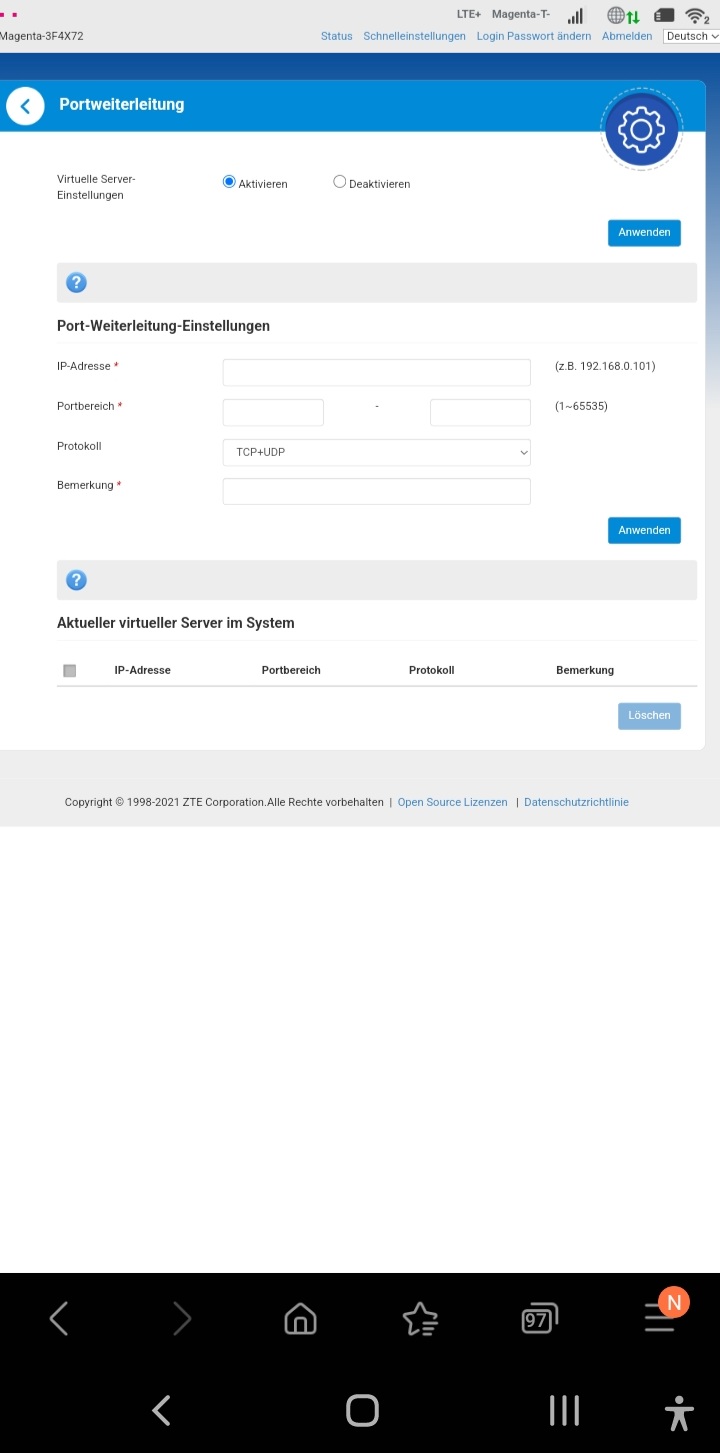 LTE+ Magenta-T-
2
Magenta-3F4X72 Status Schnelleinstellungen Login Passwort ändern Abmelden Deutsch
Portweiterleitung
Virtuelle Server-
Einstellungen
Aktivieren Deaktivieren
Anwenden
?
Port-Weiterleitung-Einstellungen
IP-Adresse * (z.B. 192.168.0.101)
Portbereich * - (1~65535)
Protokoll TCP+UDP
Bemerkung *
Anwenden
?
Aktueller virtueller Server im System
IP-Adresse Portbereich Protokoll Bemerkung
Löschen
Copyright © 1998-2021 ZTE Corporation.Alle Rechte vorbehalten | Open Source Lizenzen | Datenschutzrichtlinie
N
97